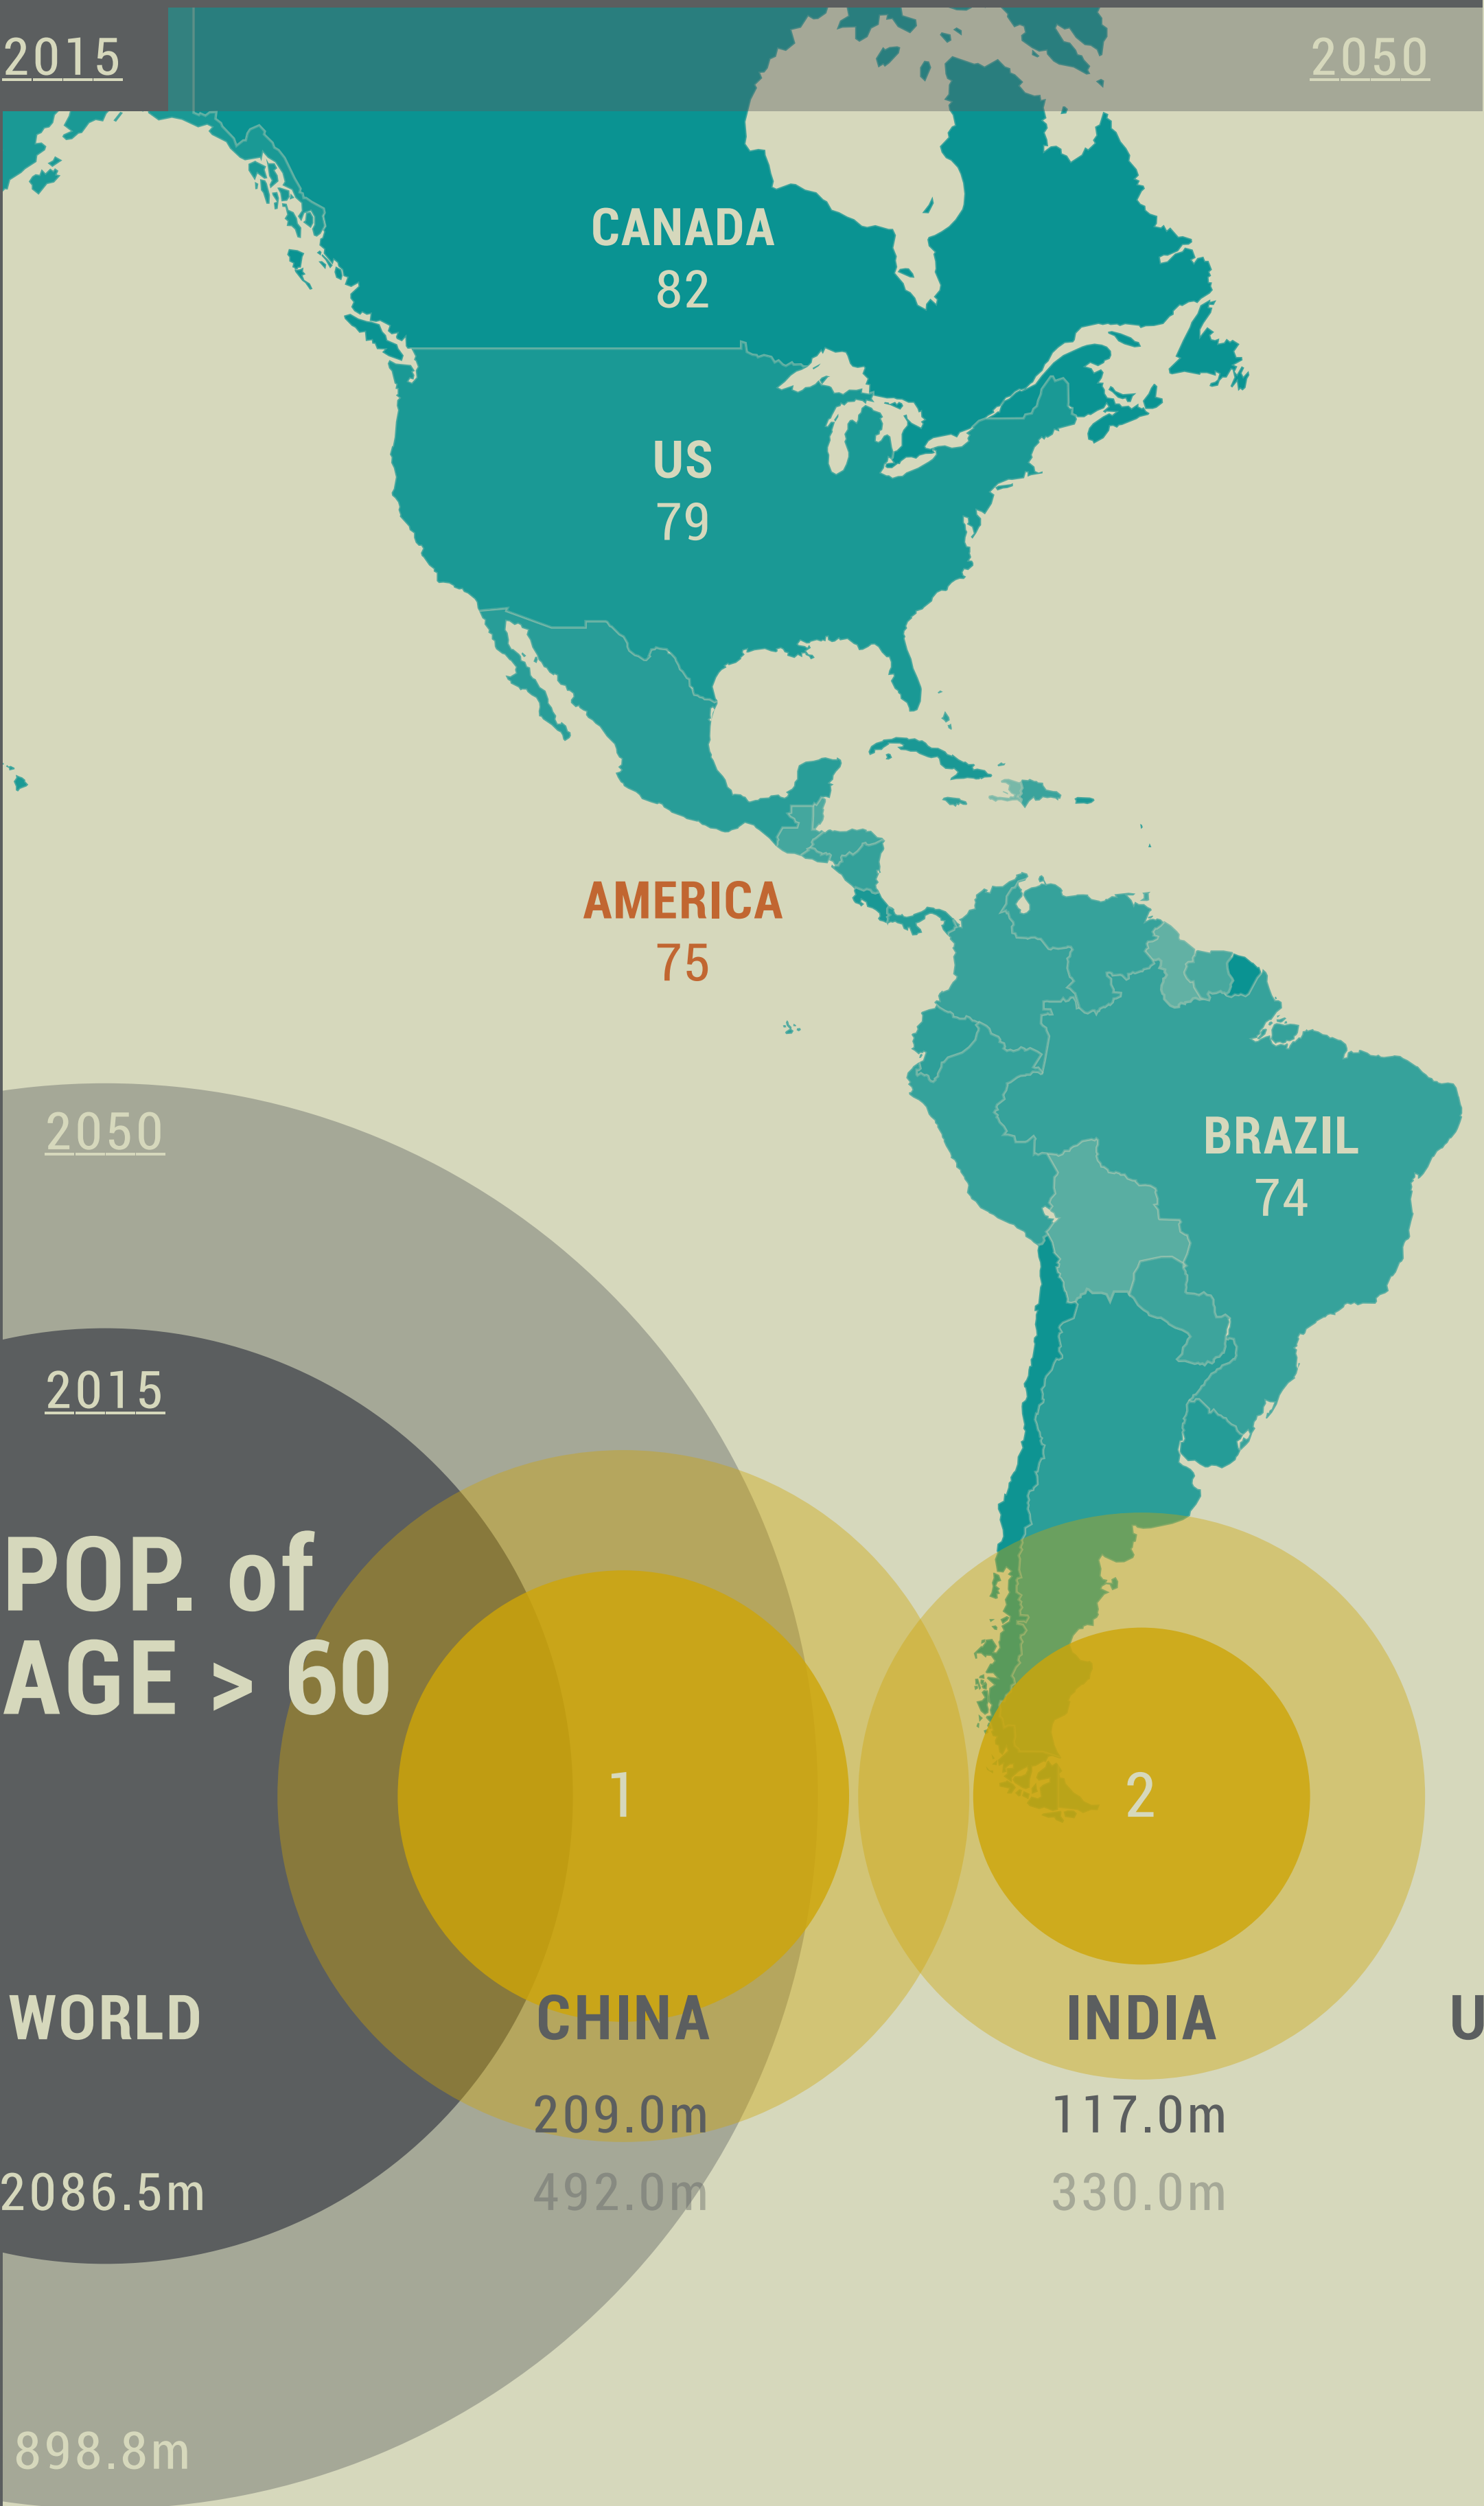 2015
2050
CANADA
82
US
79
AMERICA
75
BRAZIL
74
2050
2015
POP. of
AGE > 60
1
2
WORLD
CHINA
INDIA
U
209.0m
117.0m
2086.5m
492.0m
330.0m
898.8m